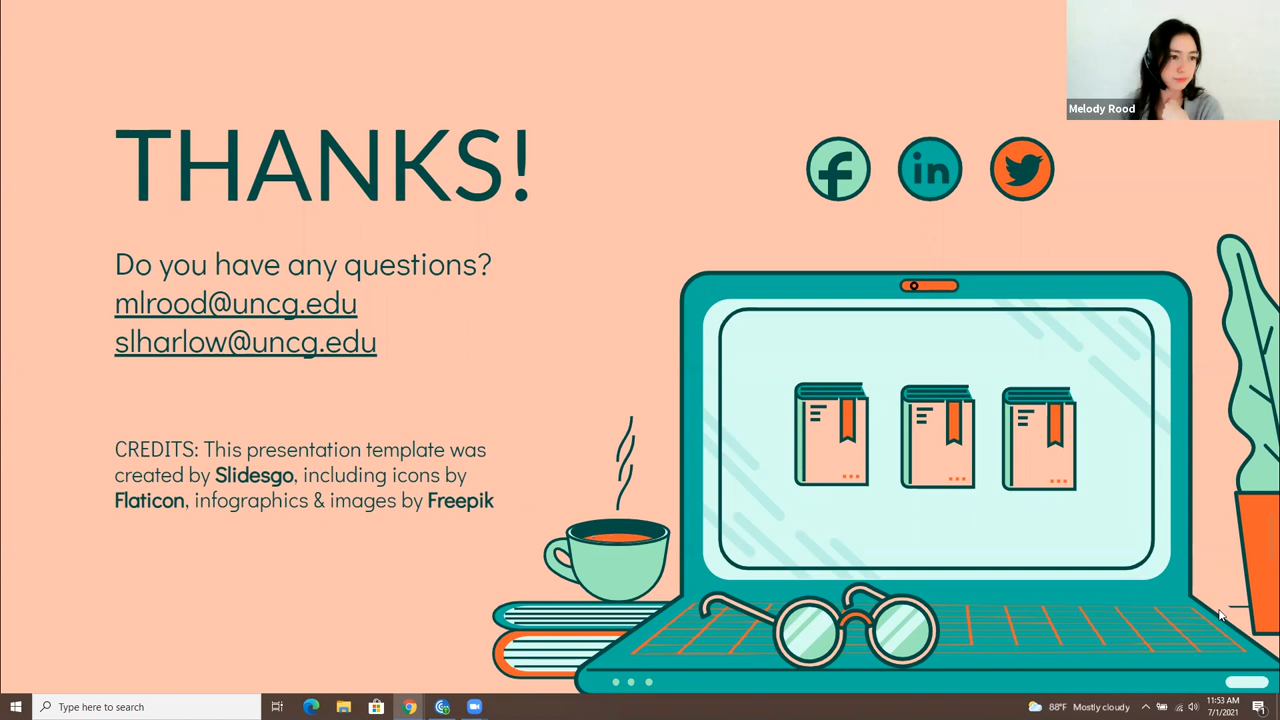 Melody Rood
THANKS!
f in
Do you have any questions?
mlrood@uncg.edu
slharlow@uncg.edu
CREDITS: This presentation template was
created by Slidesgo, including icons by
Flaticon, infographics & images by Freepik
Type here to search
88°F Mostly cloudy
11:53 AM
7/1/2021
1